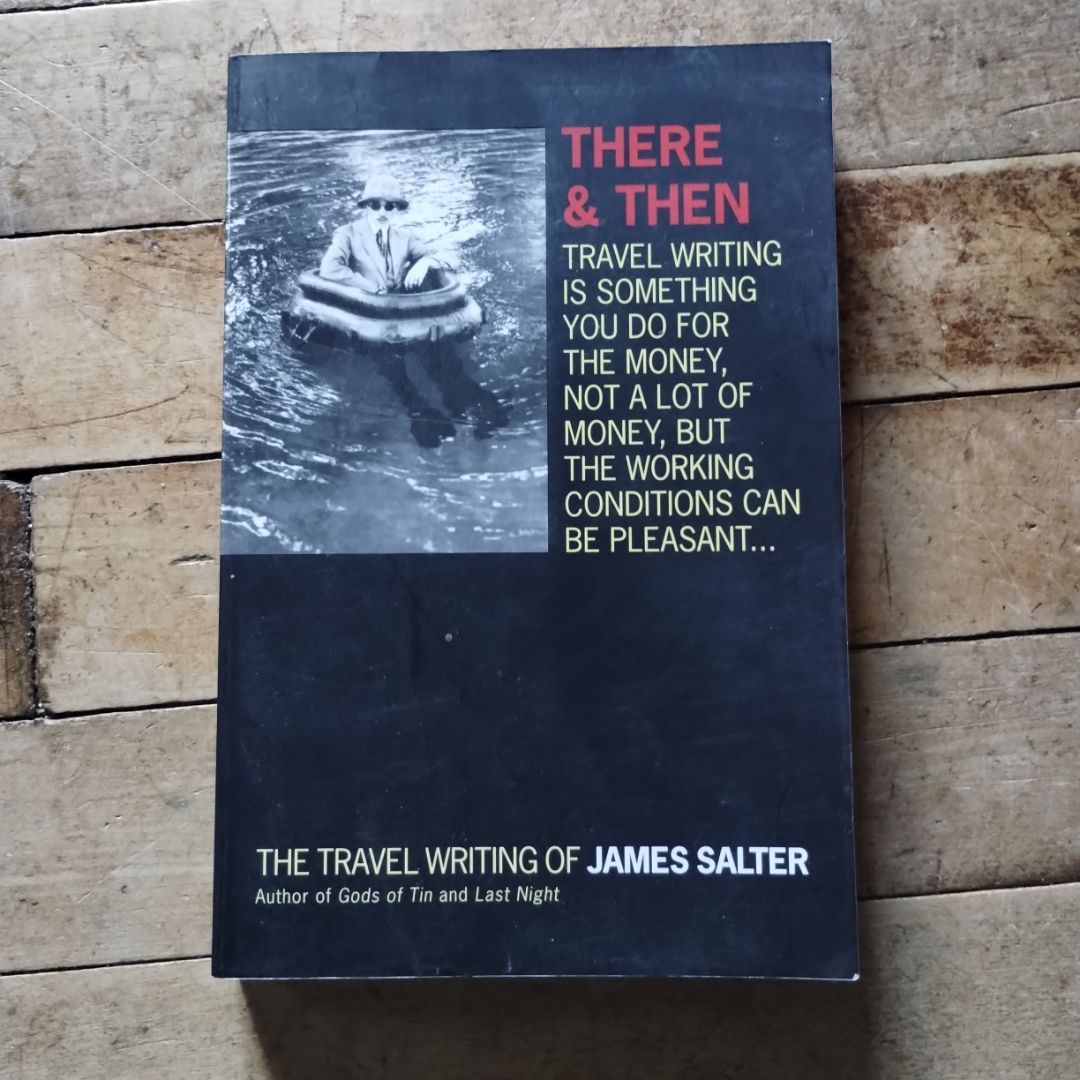 THERE
& THEN
TRAVEL WRITING
IS SOMETHING
YOU DO FOR
THE MONEY,
NOT A LOT OF
MONEY, BUT
THE WORKING
CONDITIONS CAN
BE PLEASANT...
THE TRAVEL WRITING OF JAMES SALTER
Author of Gods of Tin and Last Night